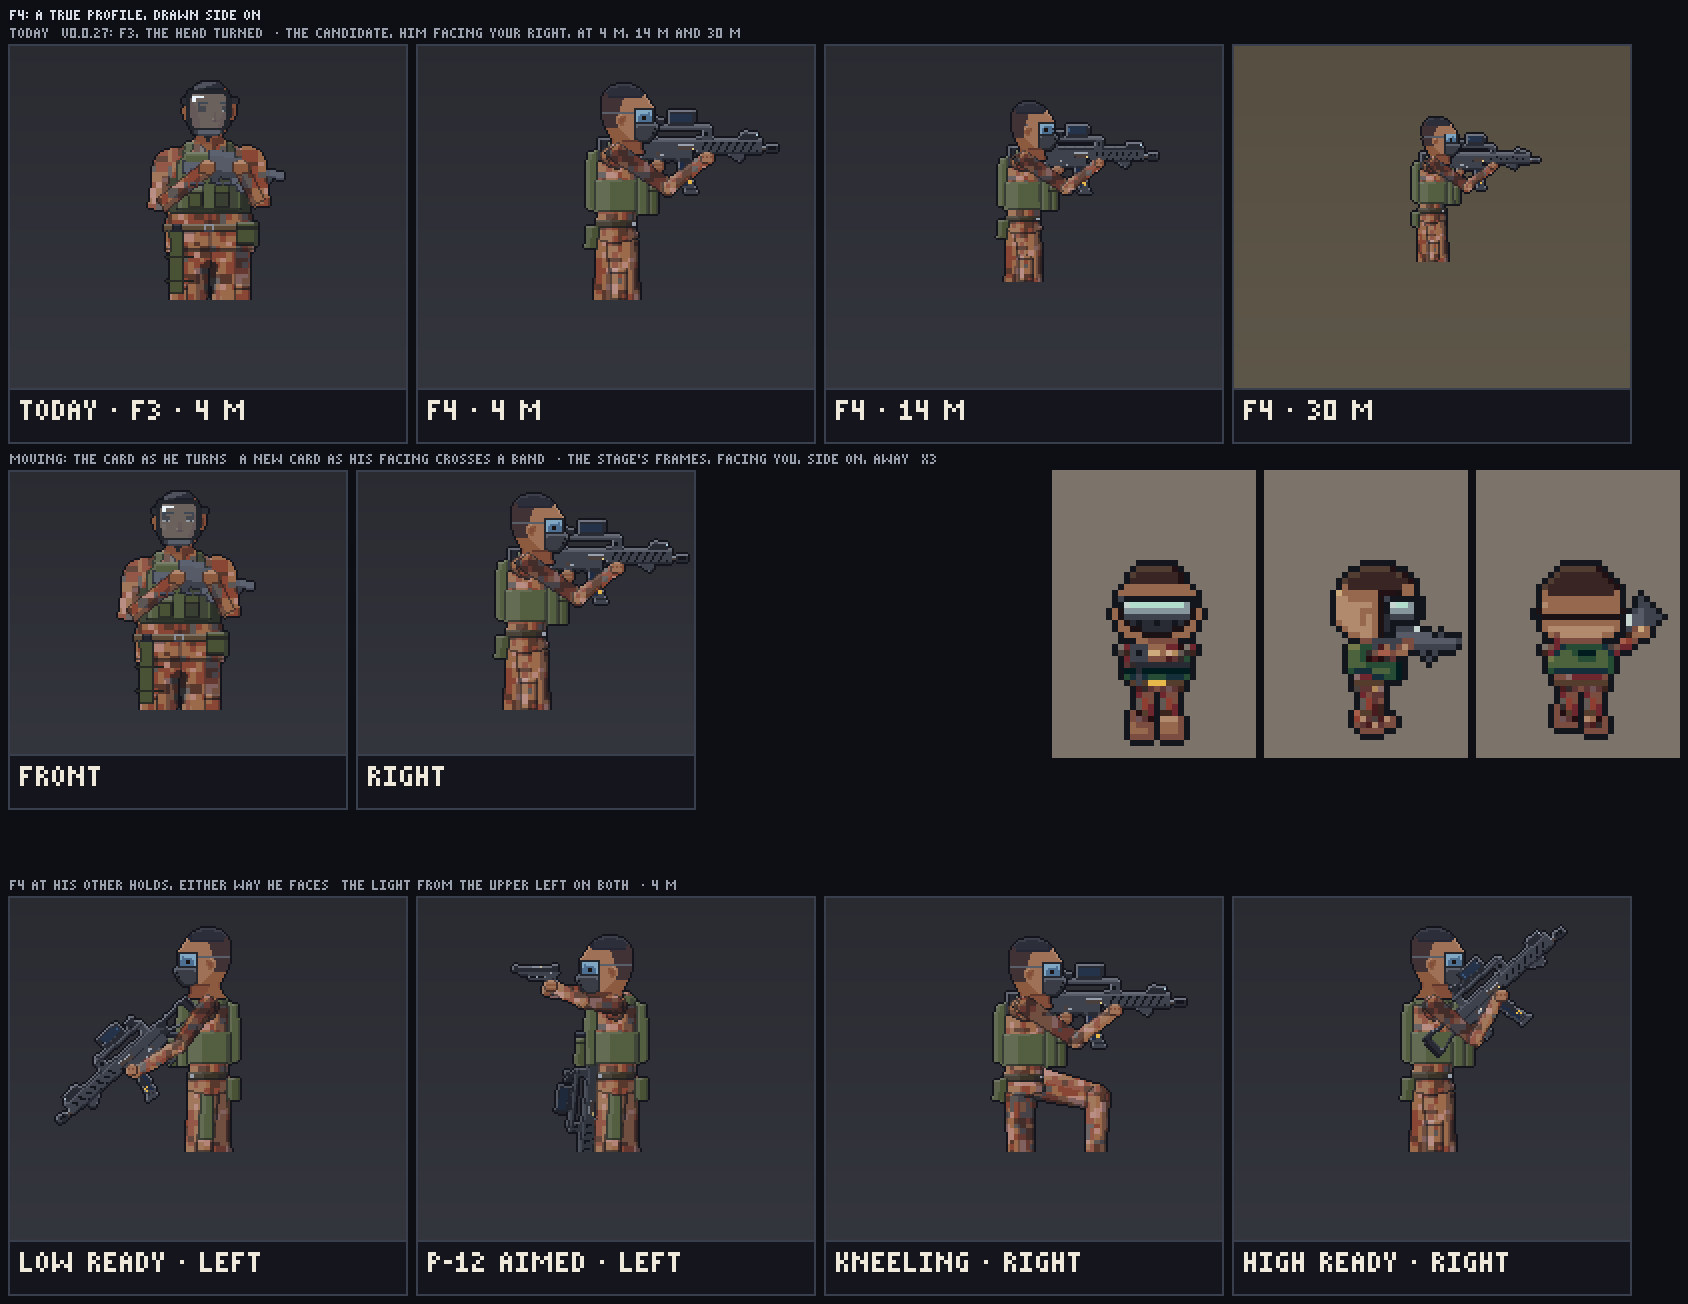 F4: A TRUE PROFILE, DRAWN SIDE ON
TODAY V0.0.27: F3, THE HEAD TURNED · THE CANDIDATE, HIM FACING YOUR RIGHT, AT 4 M, 14 M AND 30 M
TODAY · F3 · 4 M
F4 · 4 M
F4 · 14 M
F4 · 30 M
MOVING: THE CARD AS HE TURNS A NEW CARD AS HIS FACING CROSSES A BAND · THE STAGE'S FRAMES, FACING YOU, SIDE ON, AWAY X3
FRONT
RIGHT
F4 AT HIS OTHER HOLDS, EITHER WAY HE FACES THE LIGHT FROM THE UPPER LEFT ON BOTH · 4 M
LOW READY · LEFT
P-12 AIMED · LEFT
KNEELING · RIGHT
HIGH READY · RIGHT